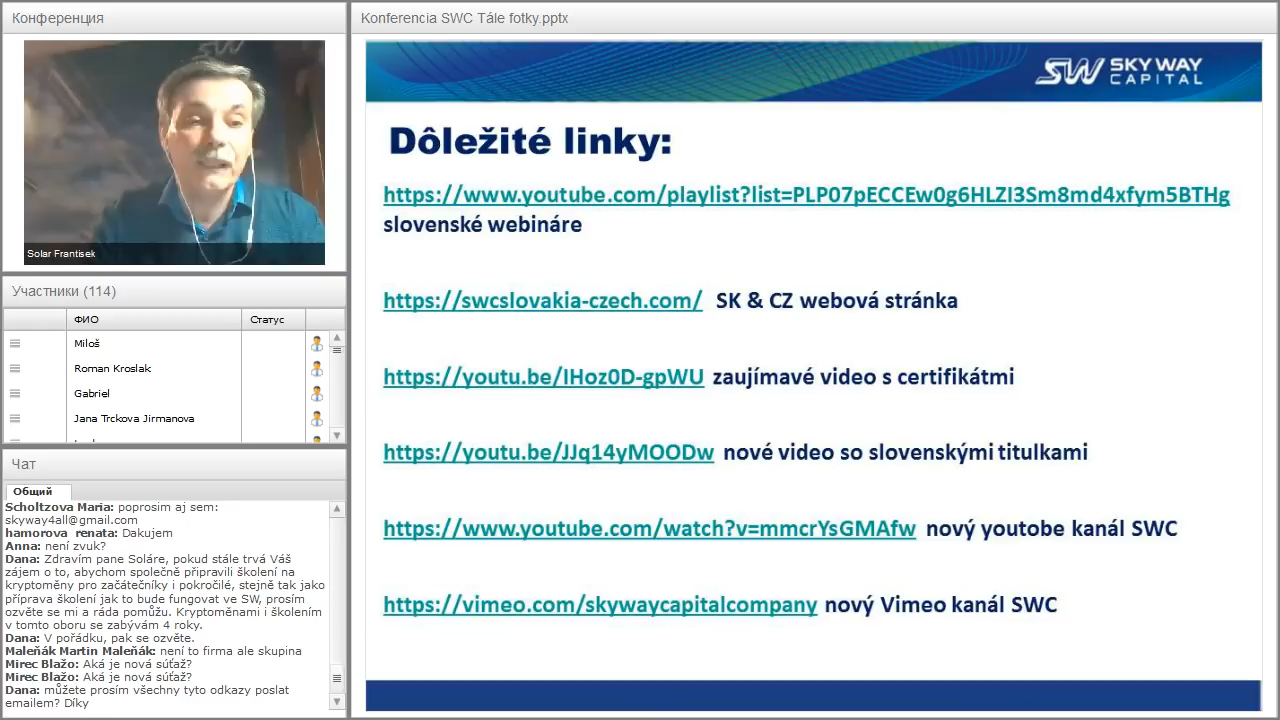 Конференция
Solar Frantisek
Участники (114)
ФИО
Статус
Miloš
Roman Kroslak
Gabriel
Jana Trckova Jirmanova
Чат
Общий
Scholtzova Maria: poprosim aj sem:
skyway4all@gmail.com
hamorova renata: Dakujem
Anna: není zvuk?
Dana: Zdravím pane Soláre, pokud stále trvá Váš
zájem o to, abychom společně připravili školení na
kryptoměny pro začátečníky i pokročilé, stejně tak jako
příprava školení jak to bude fungovat ve SW, prosím
ozvěte se mi a ráda pomůžu. Kryptoměnami i školením
v tomto oboru se zabývám 4 roky.
Dana: V pořádku, pak se ozvěte.
Maleňák Martin Maleňák: není to firma ale skupina
Mirec Blažo: Aká je nová súťaž?
Mirec Blažo: Aká je nová súťaž?
Dana: můžete prosím všechny tyto odkazy poslat
emailem? Díky
Konferencia SWC Tále fotky.pptx
SW SKY WAY
CAPITAL
Dôležité linky:
https://www.youtube.com/playlist?list=PLP07pECCEw0g6HLZI3Sm8md4xfym5BTHg
slovenské webináre
https://swcslovakia-czech.com/ SK & CZ webová stránka
https://youtu.be/IHoz0D-gpWU zaujímavé video s certifikátmi
https://youtu.be/JJq14yMOODw nové video so slovenskými titulkami
https://www.youtube.com/watch?v=mmcrYsGMAfw nový youtobe kanál SWC
https://vimeo.com/skywaycapitalcompany nový Vimeo kanál SWC